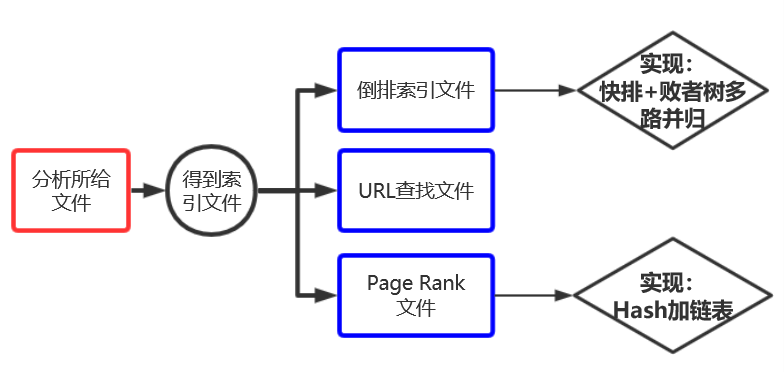 分析所给
文件
得到索
引文件
倒排索引文件
实现：
快排+败者树多
路并归
URL查找文件
Page Rank
文件
实现：
Hash加链表